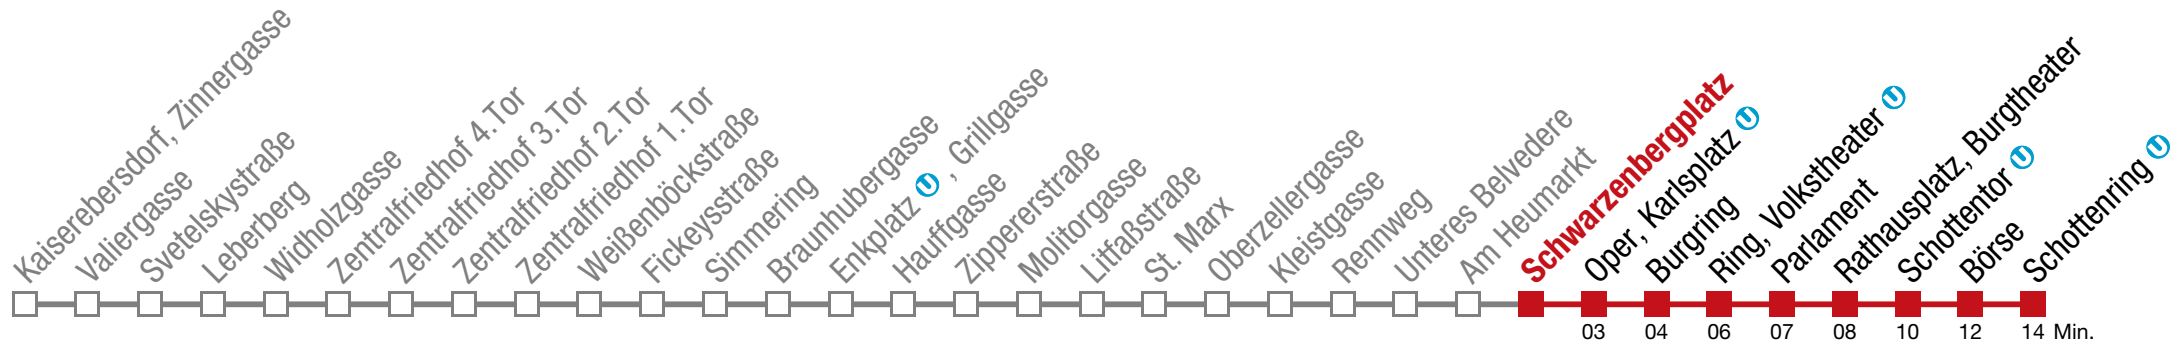 Kaiserebersdorf, Zinnergasse
Valiergasse
Svetelskystraße
Leberberg
Widholzgasse
Zentralfriedhof 4.Tor
Zentralfriedhof 3.Tor
Zentralfriedhof 2.Tor
Zentralfriedhof 1.Tor
Weißenböckstraße
Fickeysstraße
Simmering
Braunhubergasse
Enkplatz U , Grillgasse
Hauffgasse
Zippererstraße
Molitorgasse
Litfaßstraße
St. Marx
Oberzellergasse
Kleistgasse
Rennweg
Unteres Belvedere
Am Heumarkt
Schwarzenbergplatz
Oper, Karlsplatz U
Burgring
Ring, Volkstheater U
Parlament
Rathausplatz, Burgtheater
Schottentor U
Börse
Schottenring U
03 04 06 07 08 10 12 14 Min.